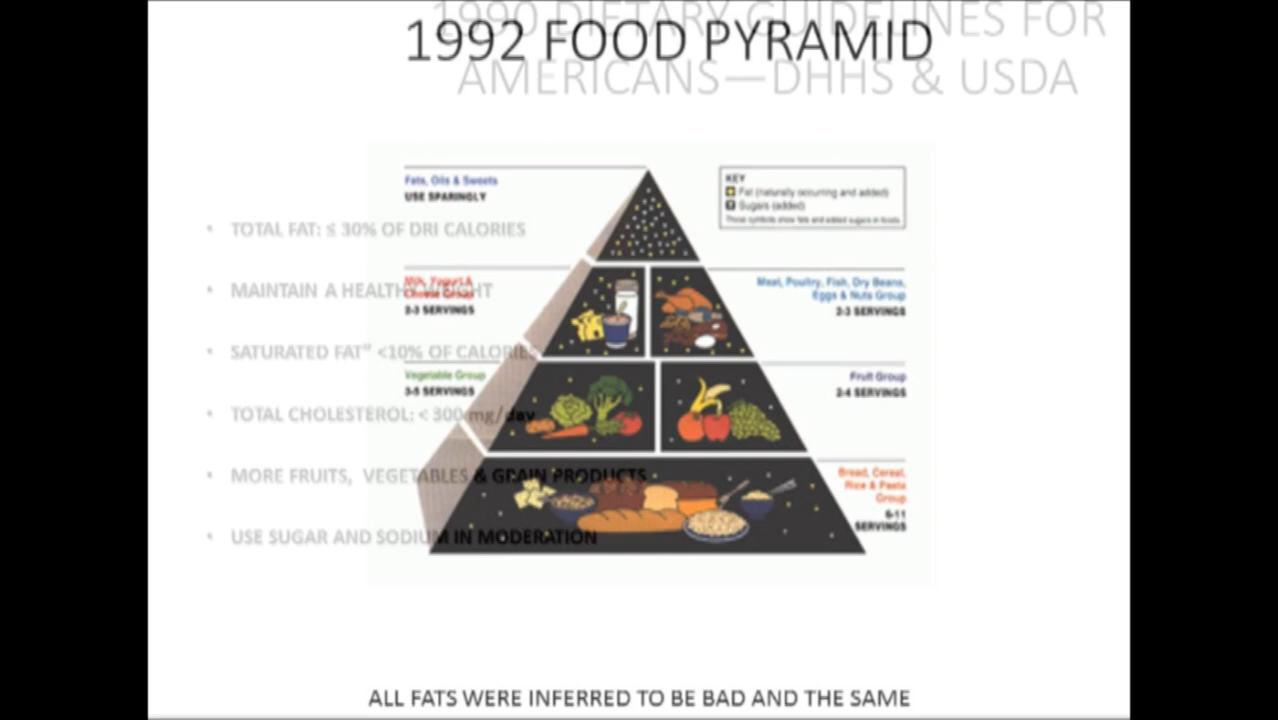 1990 DIETARY GUIDELINES FOR
1992 FOOD PYRAMID
AMERICANS—DHHS & USDA
Fats, Oils & Sweets
USE SPARINGLY
KEY
Fat (naturally occurring and added)
Sugars (added)
These symbols show fats and added sugars in foods
• TOTAL FAT: ≤ 30% OF DRI CALORIES
Milk, Yogurt &
Cheese Group
2-3 SERVINGS
Meat, Poultry, Fish, Dry Beans,
Eggs & Nuts Group
2-3 SERVINGS
• MAINTAIN A HEALTHY WEIGHT
• SATURATED FAT" <10% OF CALORIES
Vegetable Group
3-5 SERVINGS
Fruit Group
2-4 SERVINGS
• TOTAL CHOLESTEROL: < 300 mg/day
• MORE FRUITS, VEGETABLES & GRAIN PRODUCTS
Bread, Cereal,
Rice & Pasta
Group
6-11
SERVINGS
• USE SUGAR AND SODIUM IN MODERATION
ALL FATS WERE INFERRED TO BE BAD AND THE SAME